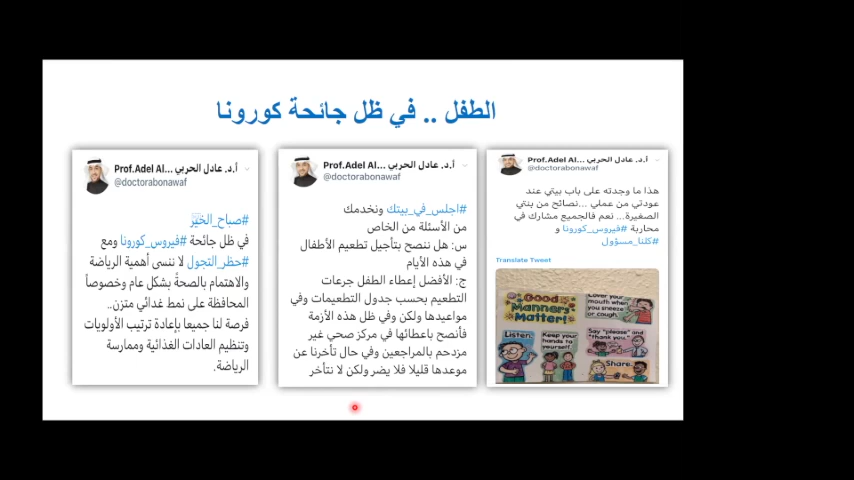 الطفل .. في ظل جائحة كورونا
أ.د. عادل الحربي ...Prof.Adel Al
@doctorabonawaf
هذا ما وجدته على باب بيتي عند
عودتي من عملي ...نصائح من بنتي
الصغيرة... نعم فالجميع مشارك في
محاربة #فيروس_كورونا و
#كلنا_مسؤول
Translate Tweet
Good Manners Matter!
Cover your
mouth when
you sneeze
or cough.
Listen.
Keep your
hands to
yourself.
Say "please" and
"thank you."
Share.
أ.د. عادل الحربي ...Prof.Adel Al
@doctorabonawaf
#اجلس_في_بيتك ونخدمك
من الأسئلة من الخاص
س: هل ننصح بتأجيل تطعيم الأطفال
في هذه الأيام
ج: الأفضل إعطاء الطفل جرعات
التطعيم بحسب جدول التطعيمات وفي
مواعيدها ولكن وفي ظل هذه الأزمة
فأنصح باعطائها في مركز صحي غير
مزدحم بالمراجعين وفي حال تأخرنا عن
موعدها قليلا فلا يضر ولكن لا نتأخر
أ.د. عادل الحربي ...Prof.Adel Al
@doctorabonawaf
#صباح_الخير
في ظل جائحة #فيروس_كورونا ومع
#حظر_التجول لا ننسى أهمية الرياضة
والاهتمام بالصحةً بشكل عام وخصوصاً
المحافظة على نمط غذائي متزن..
فرصة لنا جميعا بإعادة ترتيب الأولويات
وتنظيم العادات الغذائية وممارسة
الرياضة.